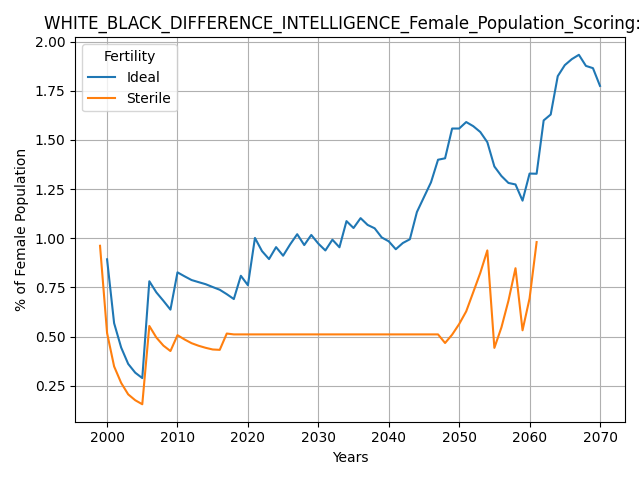 WHITE_BLACK_DIFFERENCE_INTELLIGENCE_Female_Population_Scoring:
Fertility
Ideal
Sterile
2.00
1.75
1.50
1.25
1.00
0.75
0.50
0.25
% of Female Population
2000 2010 2020 2030 2040 2050 2060 2070
Years